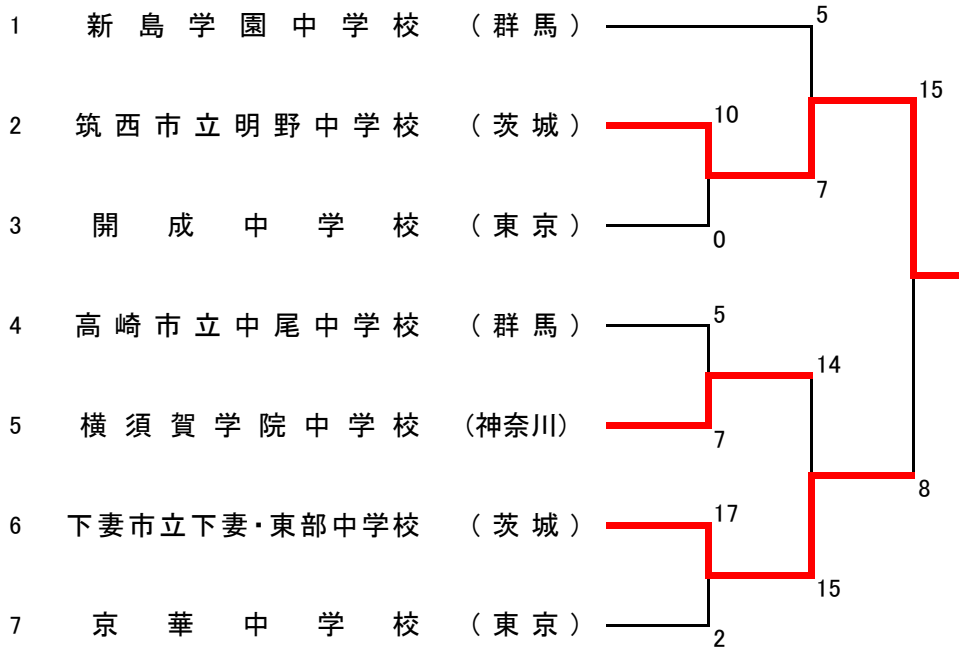 1 新島学園中学校 (群馬) 5
15
2 筑西市立明野中学校 (茨城) 10
7
3 開成中学校 (東京) 0
4 高崎市立中尾中学校 (群馬) 5
14
5 横須賀学院中学校 (神奈川) 7
8
6 下妻市立下妻・東部中学校 (茨城) 17
15
7 京華中学校 (東京) 2